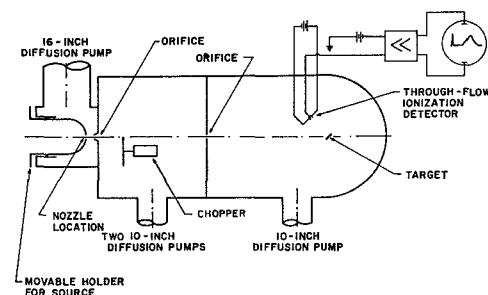 16-INCH
DIFFUSION PUMP
ORIFICE
ORIFICE
THROUGH-FLOW
IONIZATION
DETECTOR
TARGET
CHOPPER
NOZZLE
LOCATION
TWO 10-INCH
DIFFUSION PUMPS
10-INCH
DIFFUSION PUMP
MOVABLE HOLDER
FOR SOURCE